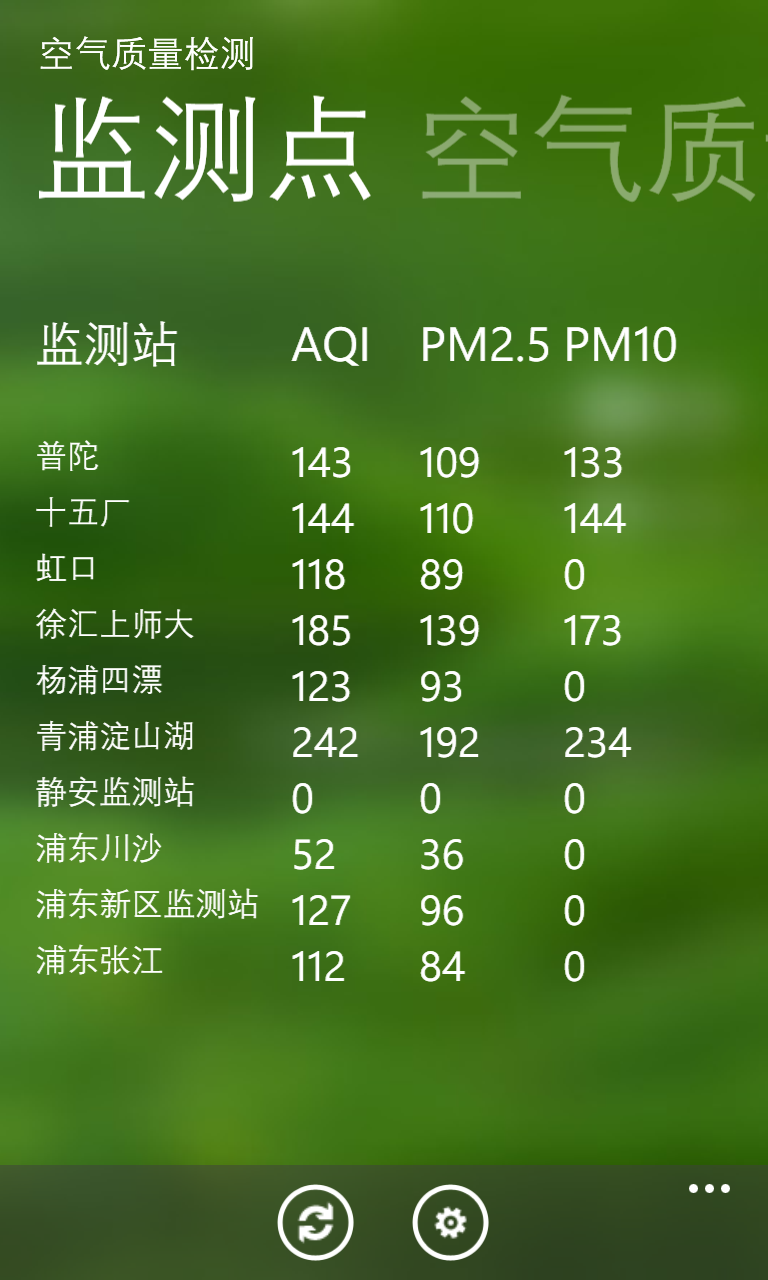 空气质量检测
监测点 空气质
监测站 AQI PM2.5 PM10
普陀 143 109 133
十五厂 144 110 144
虹口 118 89 0
徐汇上师大 185 139 173
杨浦四漂 123 93 0
青浦淀山湖 242 192 234
静安监测站 0 0 0
浦东川沙 52 36 0
浦东新区监测站 127 96 0
浦东张江 112 84 0